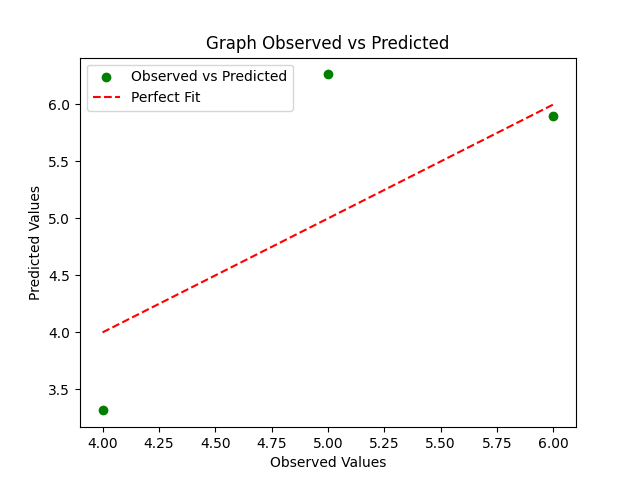 Graph Observed vs Predicted
Observed vs Predicted
Perfect Fit
6.0
5.5
5.0
4.5
4.0
3.5
Predicted Values
4.00 4.25 4.50 4.75 5.00 5.25 5.50 5.75 6.00
Observed Values